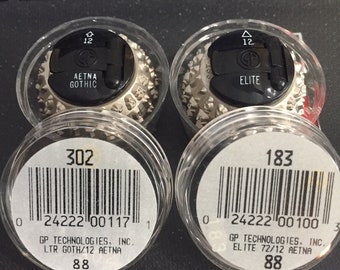 12
AETNA
GOTHIC
12
ELITE
302
0 24222 00117 1
GP TECHNOLOGIES, INC.
LTR GOTH/12 AETNA
88
183
0 24222 00100 3
GP TECHNOLOGIES, INC.
ELITE 72/12 AETNA
88